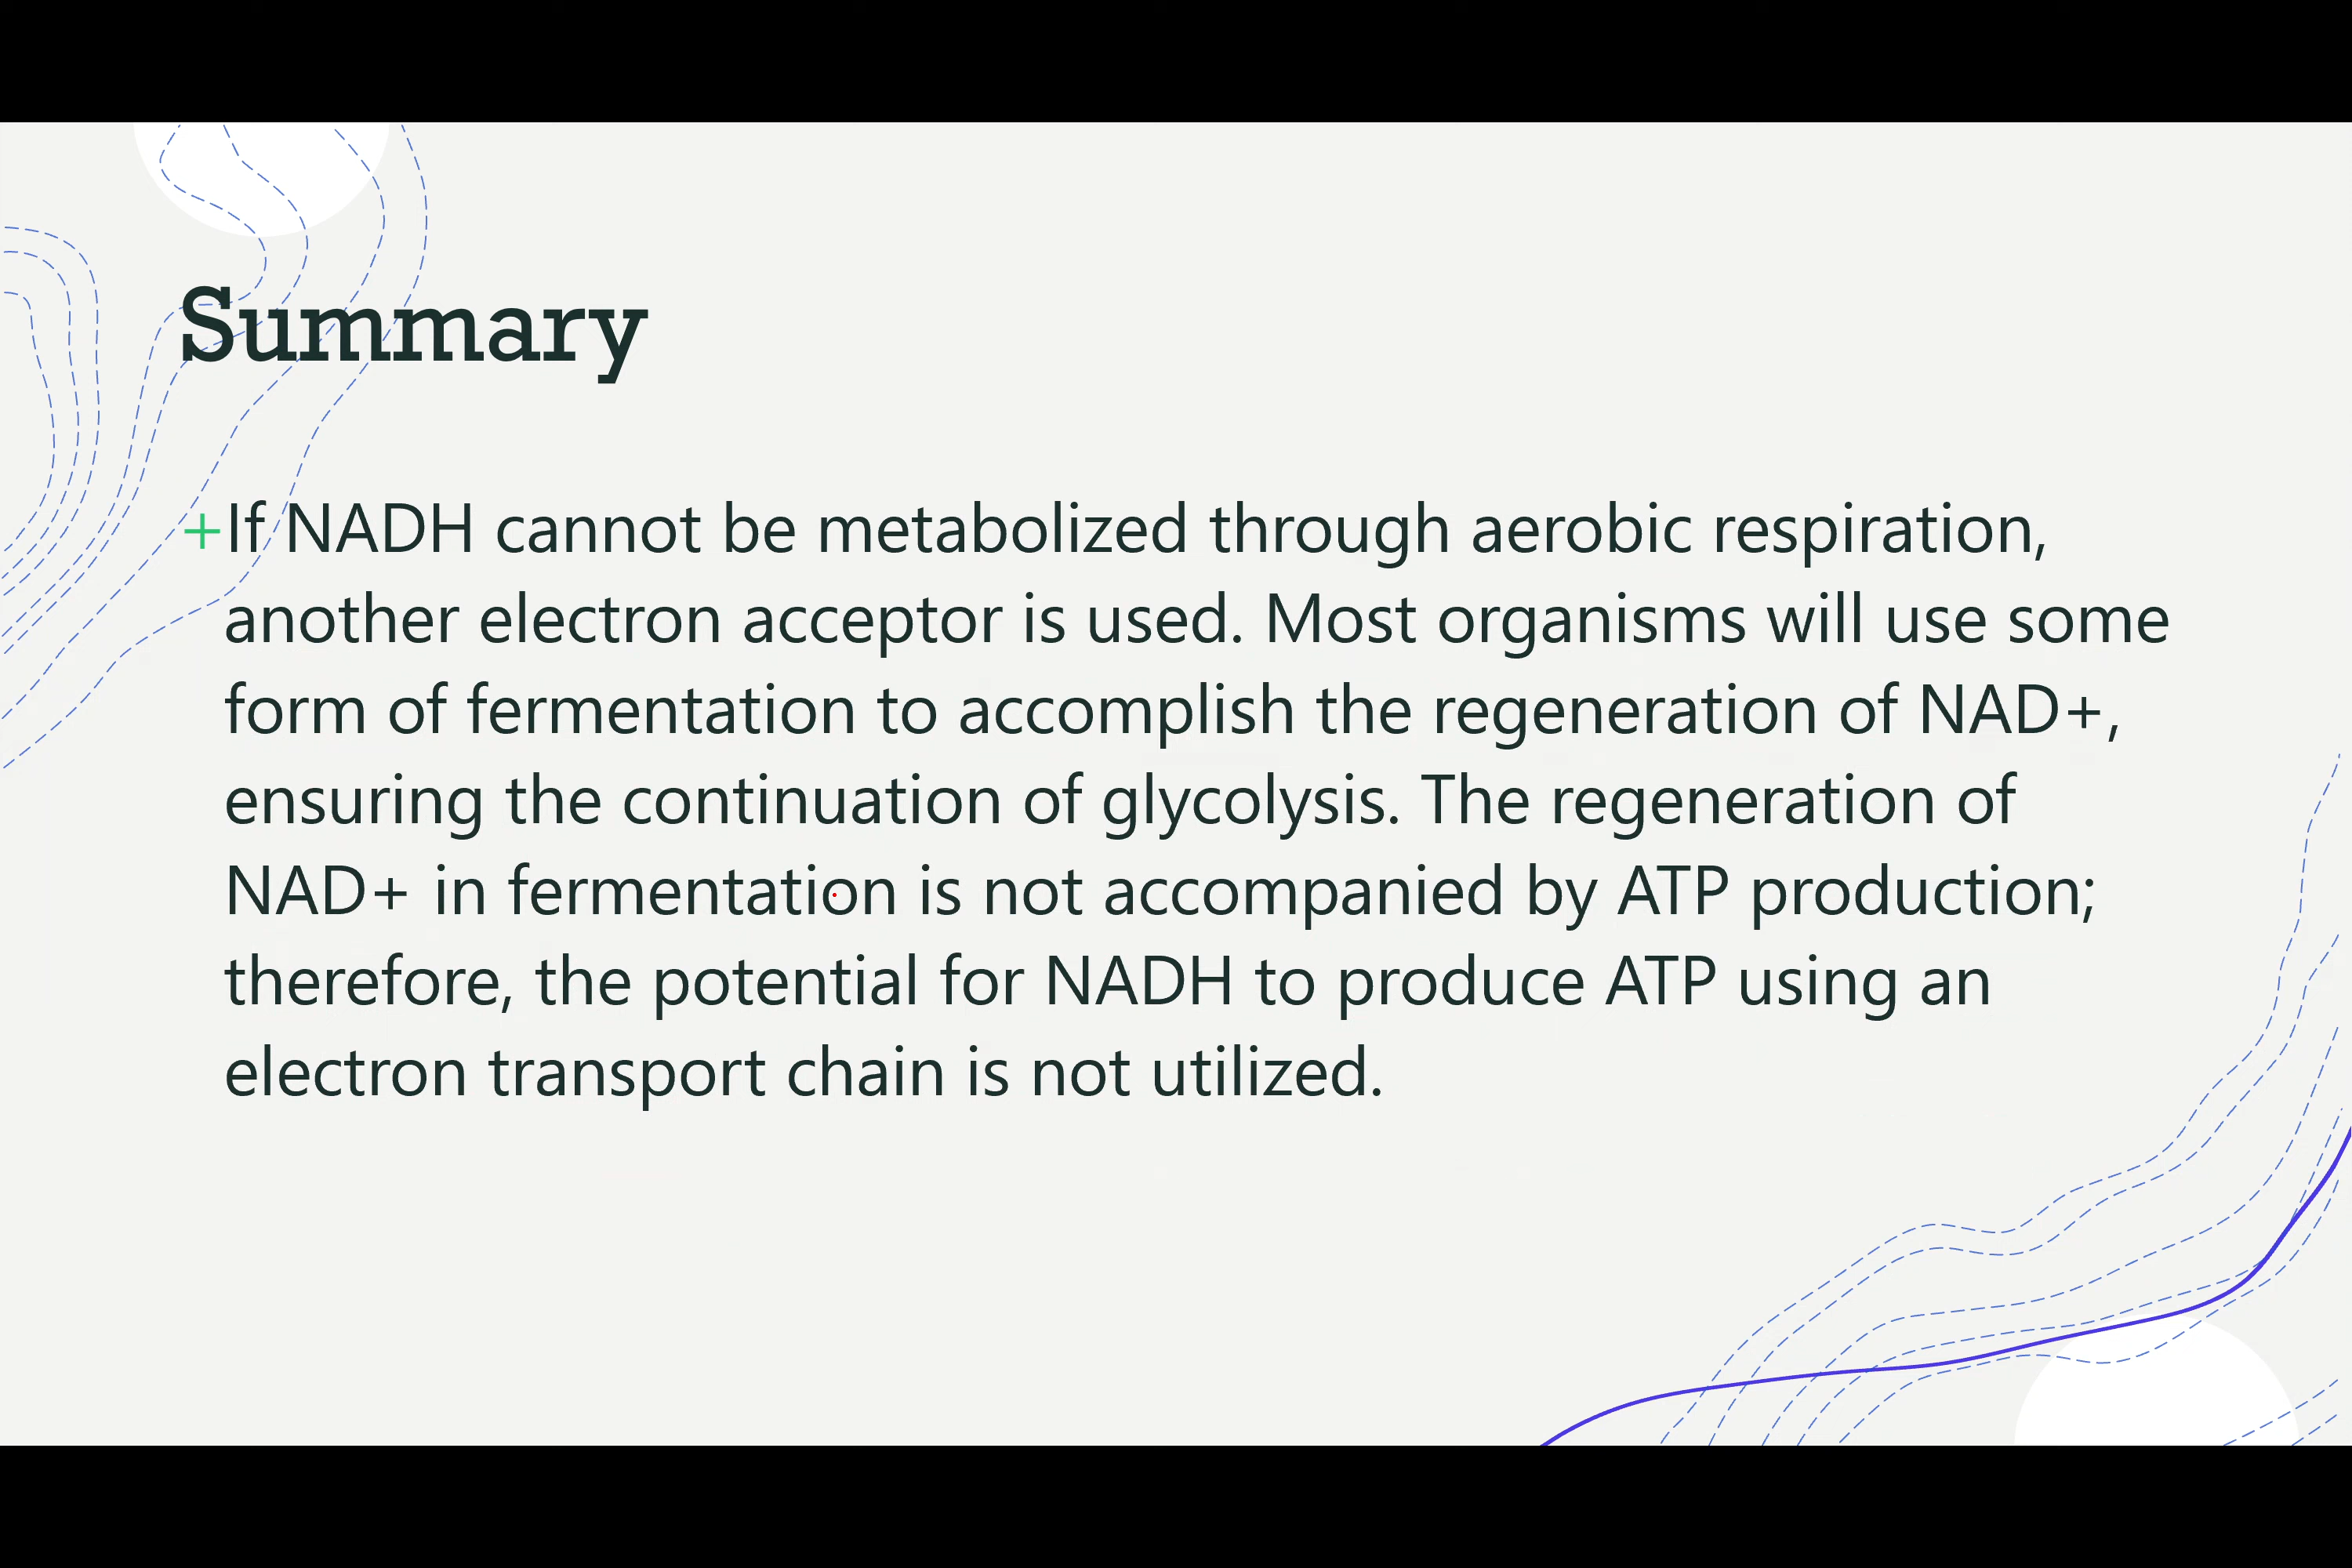 Summary
+If NADH cannot be metabolized through aerobic respiration,
another electron acceptor is used. Most organisms will use some
form of fermentation to accomplish the regeneration of NAD+,
ensuring the continuation of glycolysis. The regeneration of
NAD+ in fermentation is not accompanied by ATP production;
therefore, the potential for NADH to produce ATP using an
electron transport chain is not utilized.